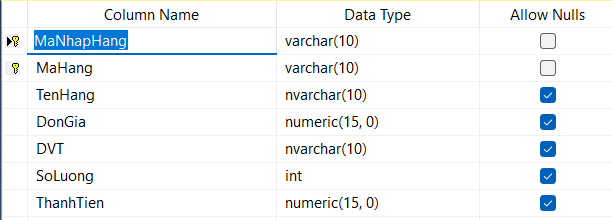 Column Name Data Type Allow Nulls
MaNhapHang varchar(10)
MaHang varchar(10)
TenHang nvarchar(10)
DonGia numeric(15, 0)
DVT nvarchar(10)
SoLuong int
ThanhTien numeric(15, 0)